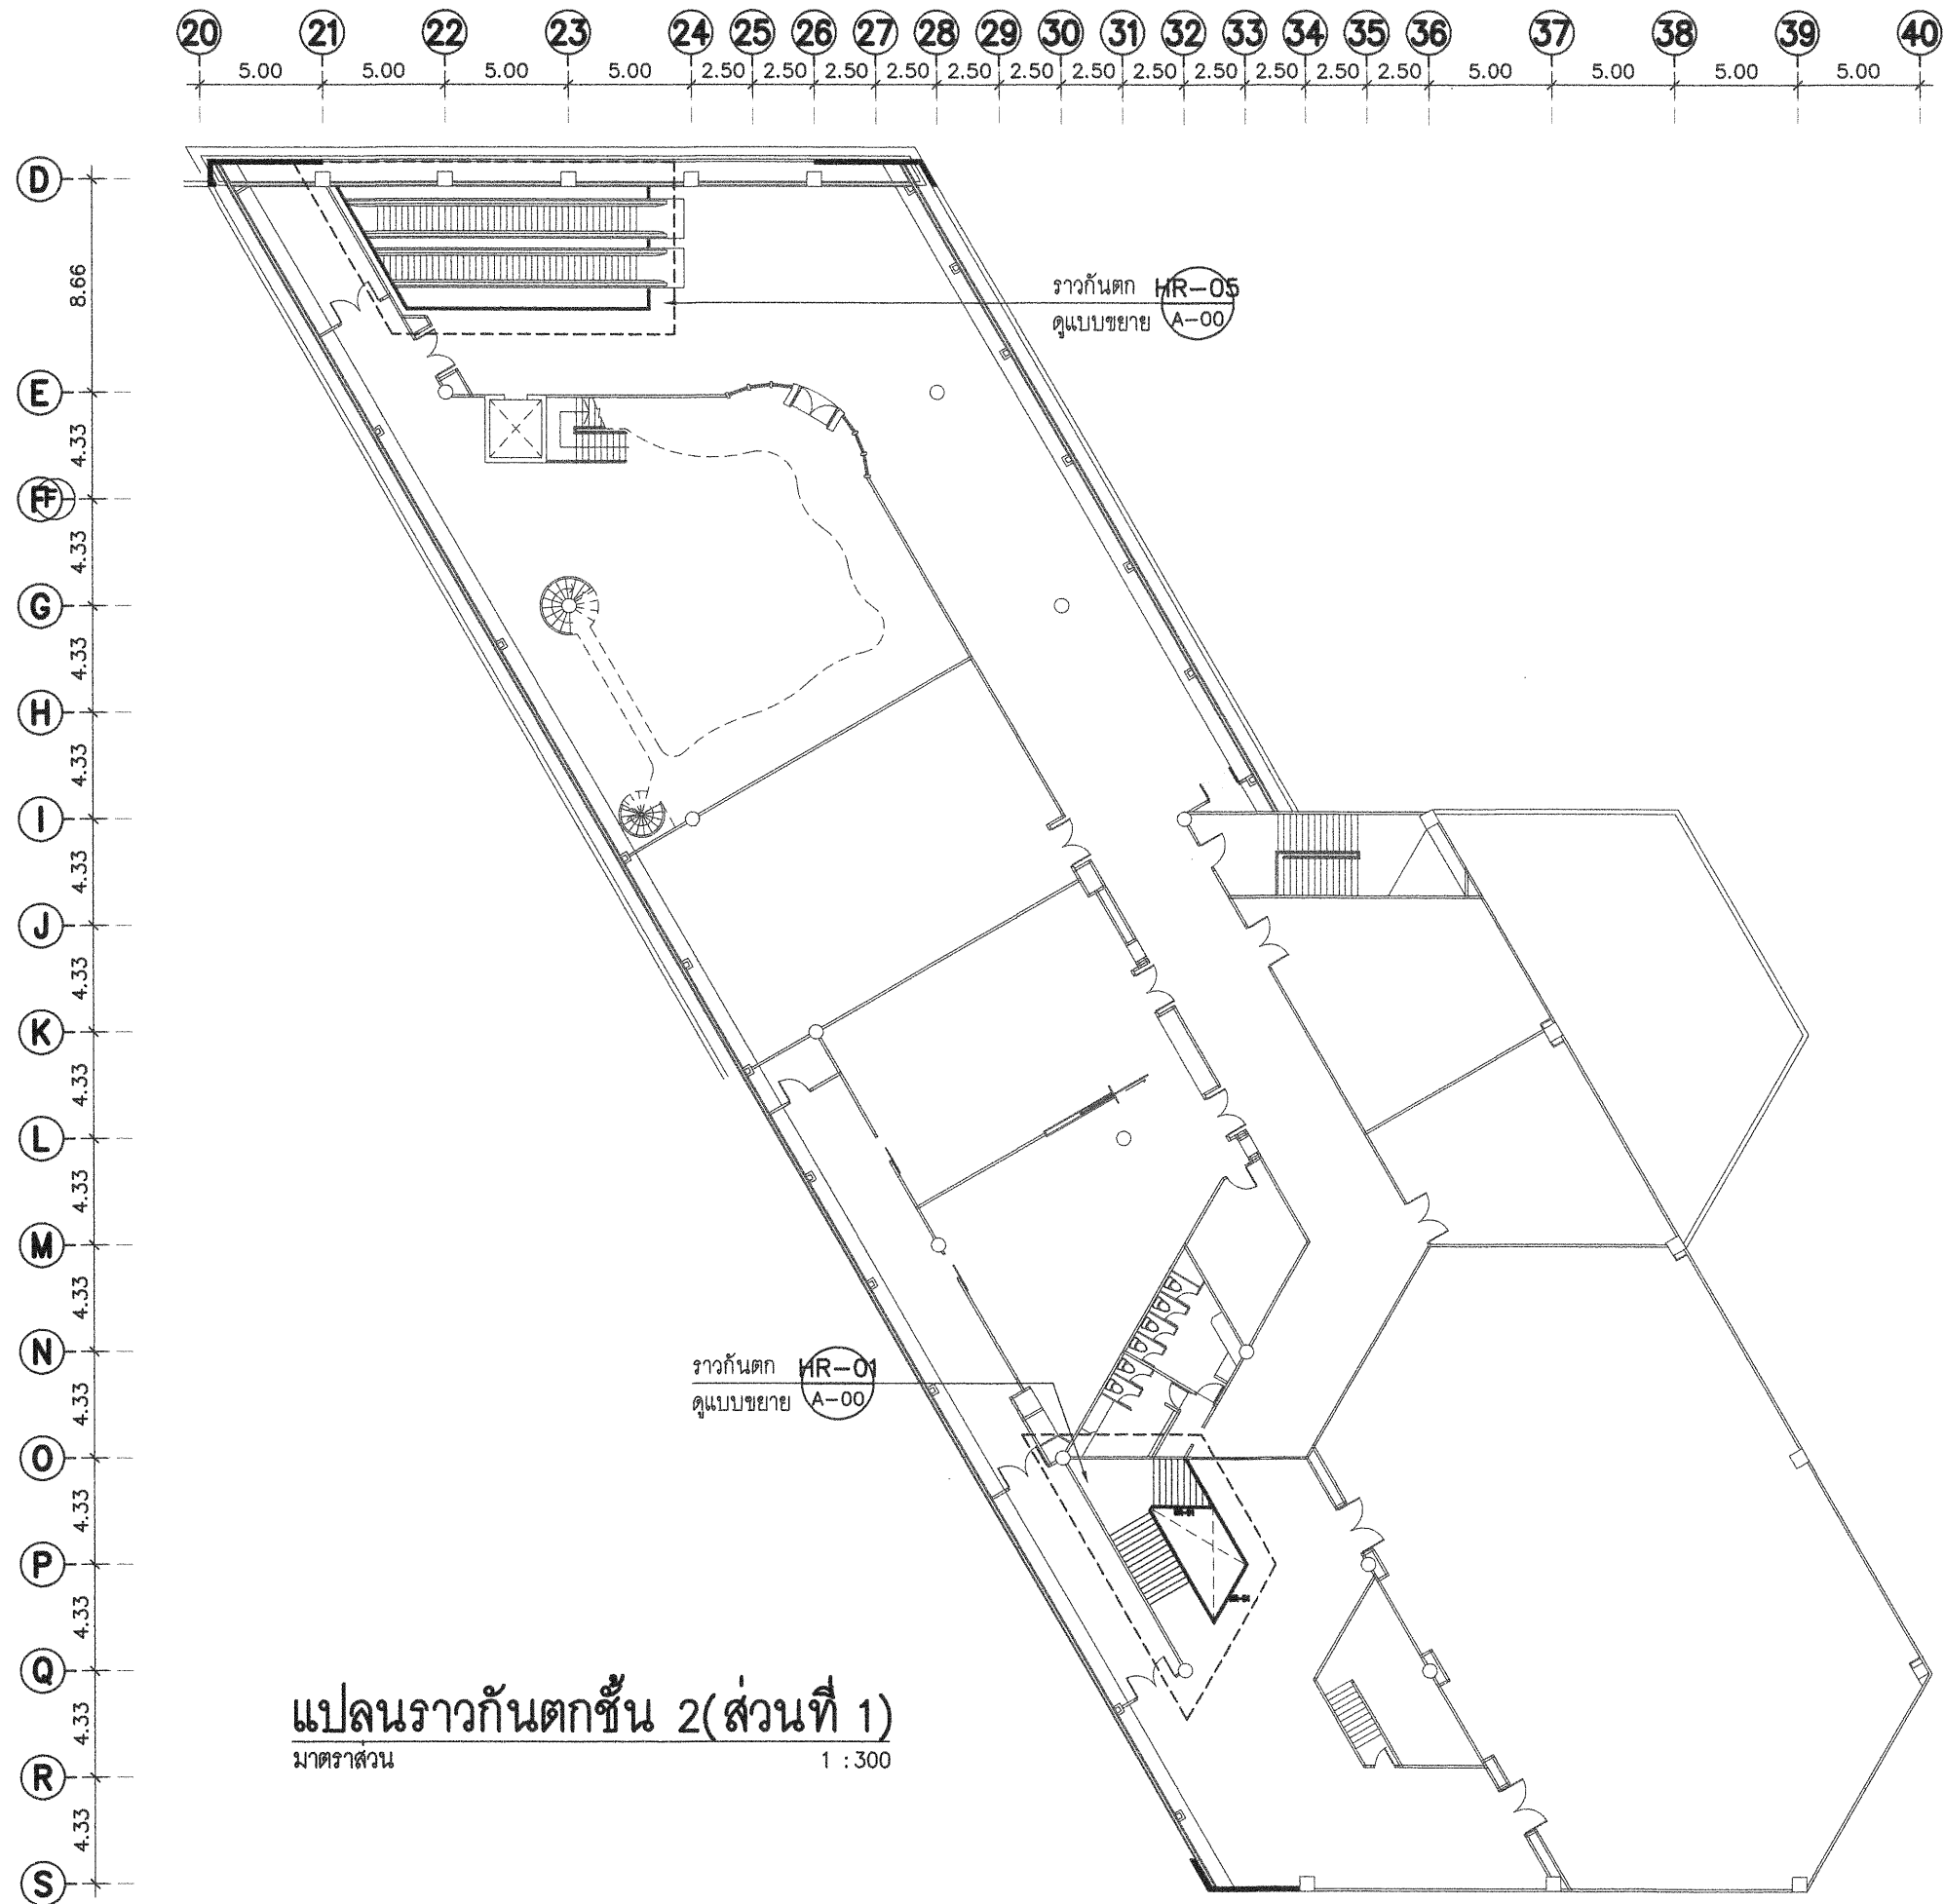 20 21 22 23 24 25 26 27 28 29 30 31 32 33 34 35 36 37 38 39 40
5.00 5.00 5.00 5.00 2.50 2.50 2.50 2.50 2.50 2.50 2.50 2.50 2.50 2.50 2.50 2.50 5.00 5.00 5.00 5.00
D
8.66
ราวกันตก HR-05
ดูแบบขยาย A-00
E
4.33
F F
4.33
G
4.33
H
4.33
I
4.33
J
4.33
K
4.33
L
4.33
M
4.33
N
ราวกันตก HR-01
ดูแบบขยาย A-00
4.33
O
4.33
P
4.33
Q
แปลนราวกันตกชั้น 2(ส่วนที่ 1)
4.33
มาตราส่วน 1 : 300
R
4.33
S